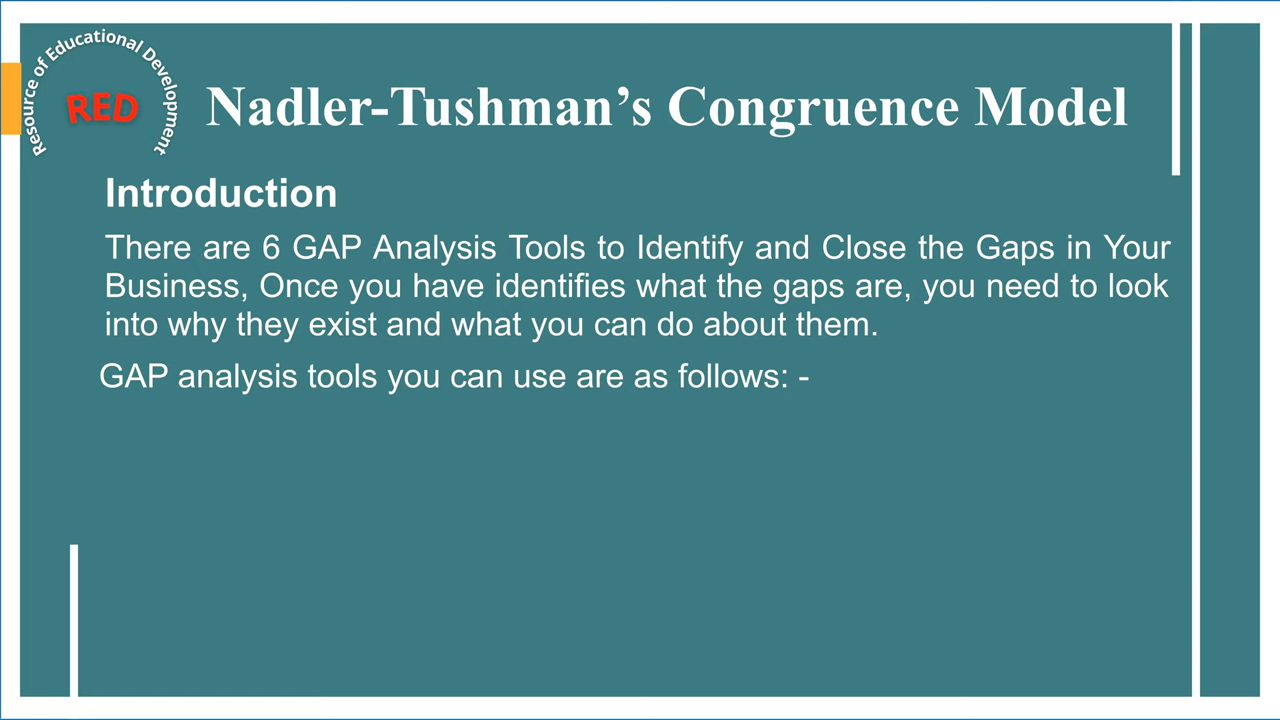 Resource of Educational Development
RED
Nadler-Tushman’s Congruence Model
Introduction
There are 6 GAP Analysis Tools to Identify and Close the Gaps in Your
Business, Once you have identifies what the gaps are, you need to look
into why they exist and what you can do about them.
GAP analysis tools you can use are as follows: -